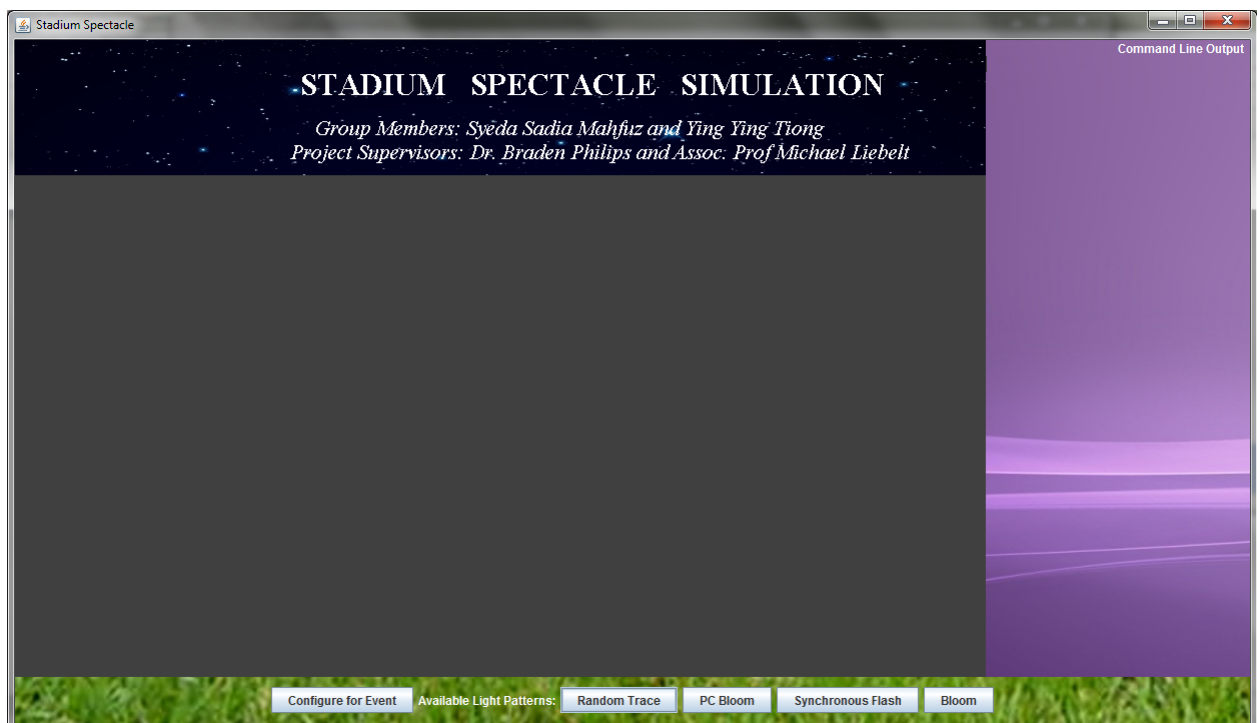 Stadium Spectacle
Command Line Output
STADIUM SPECTACLE SIMULATION
Group Members: Syeda Sadia Mahfuz and Ying Ying Tiong
Project Supervisors: Dr. Braden Philips and Assoc. Prof Michael Liebelt
Configure for Event Available Light Patterns: Random Trace PC Bloom Synchronous Flash Bloom